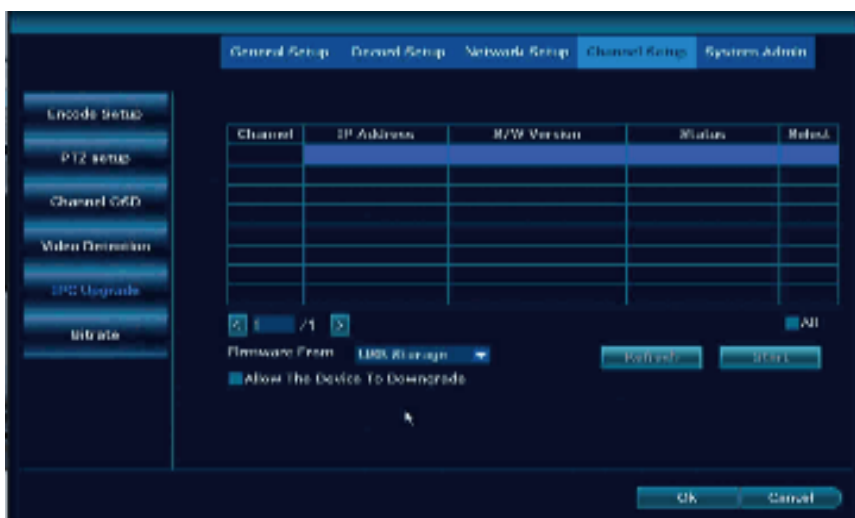 General Setup Record Setup Network Setup Channel Setup System Admin
Encode Setup
PTZ setup
Channel OSD
Video Detection
IPC Upgrade
Bitrate
Channel IP Address S/W Version Status Select
< 1 /1 >
All
Firmware From USB Storage Refresh Start
Allow The Device To Downgrade
Ok Cancel